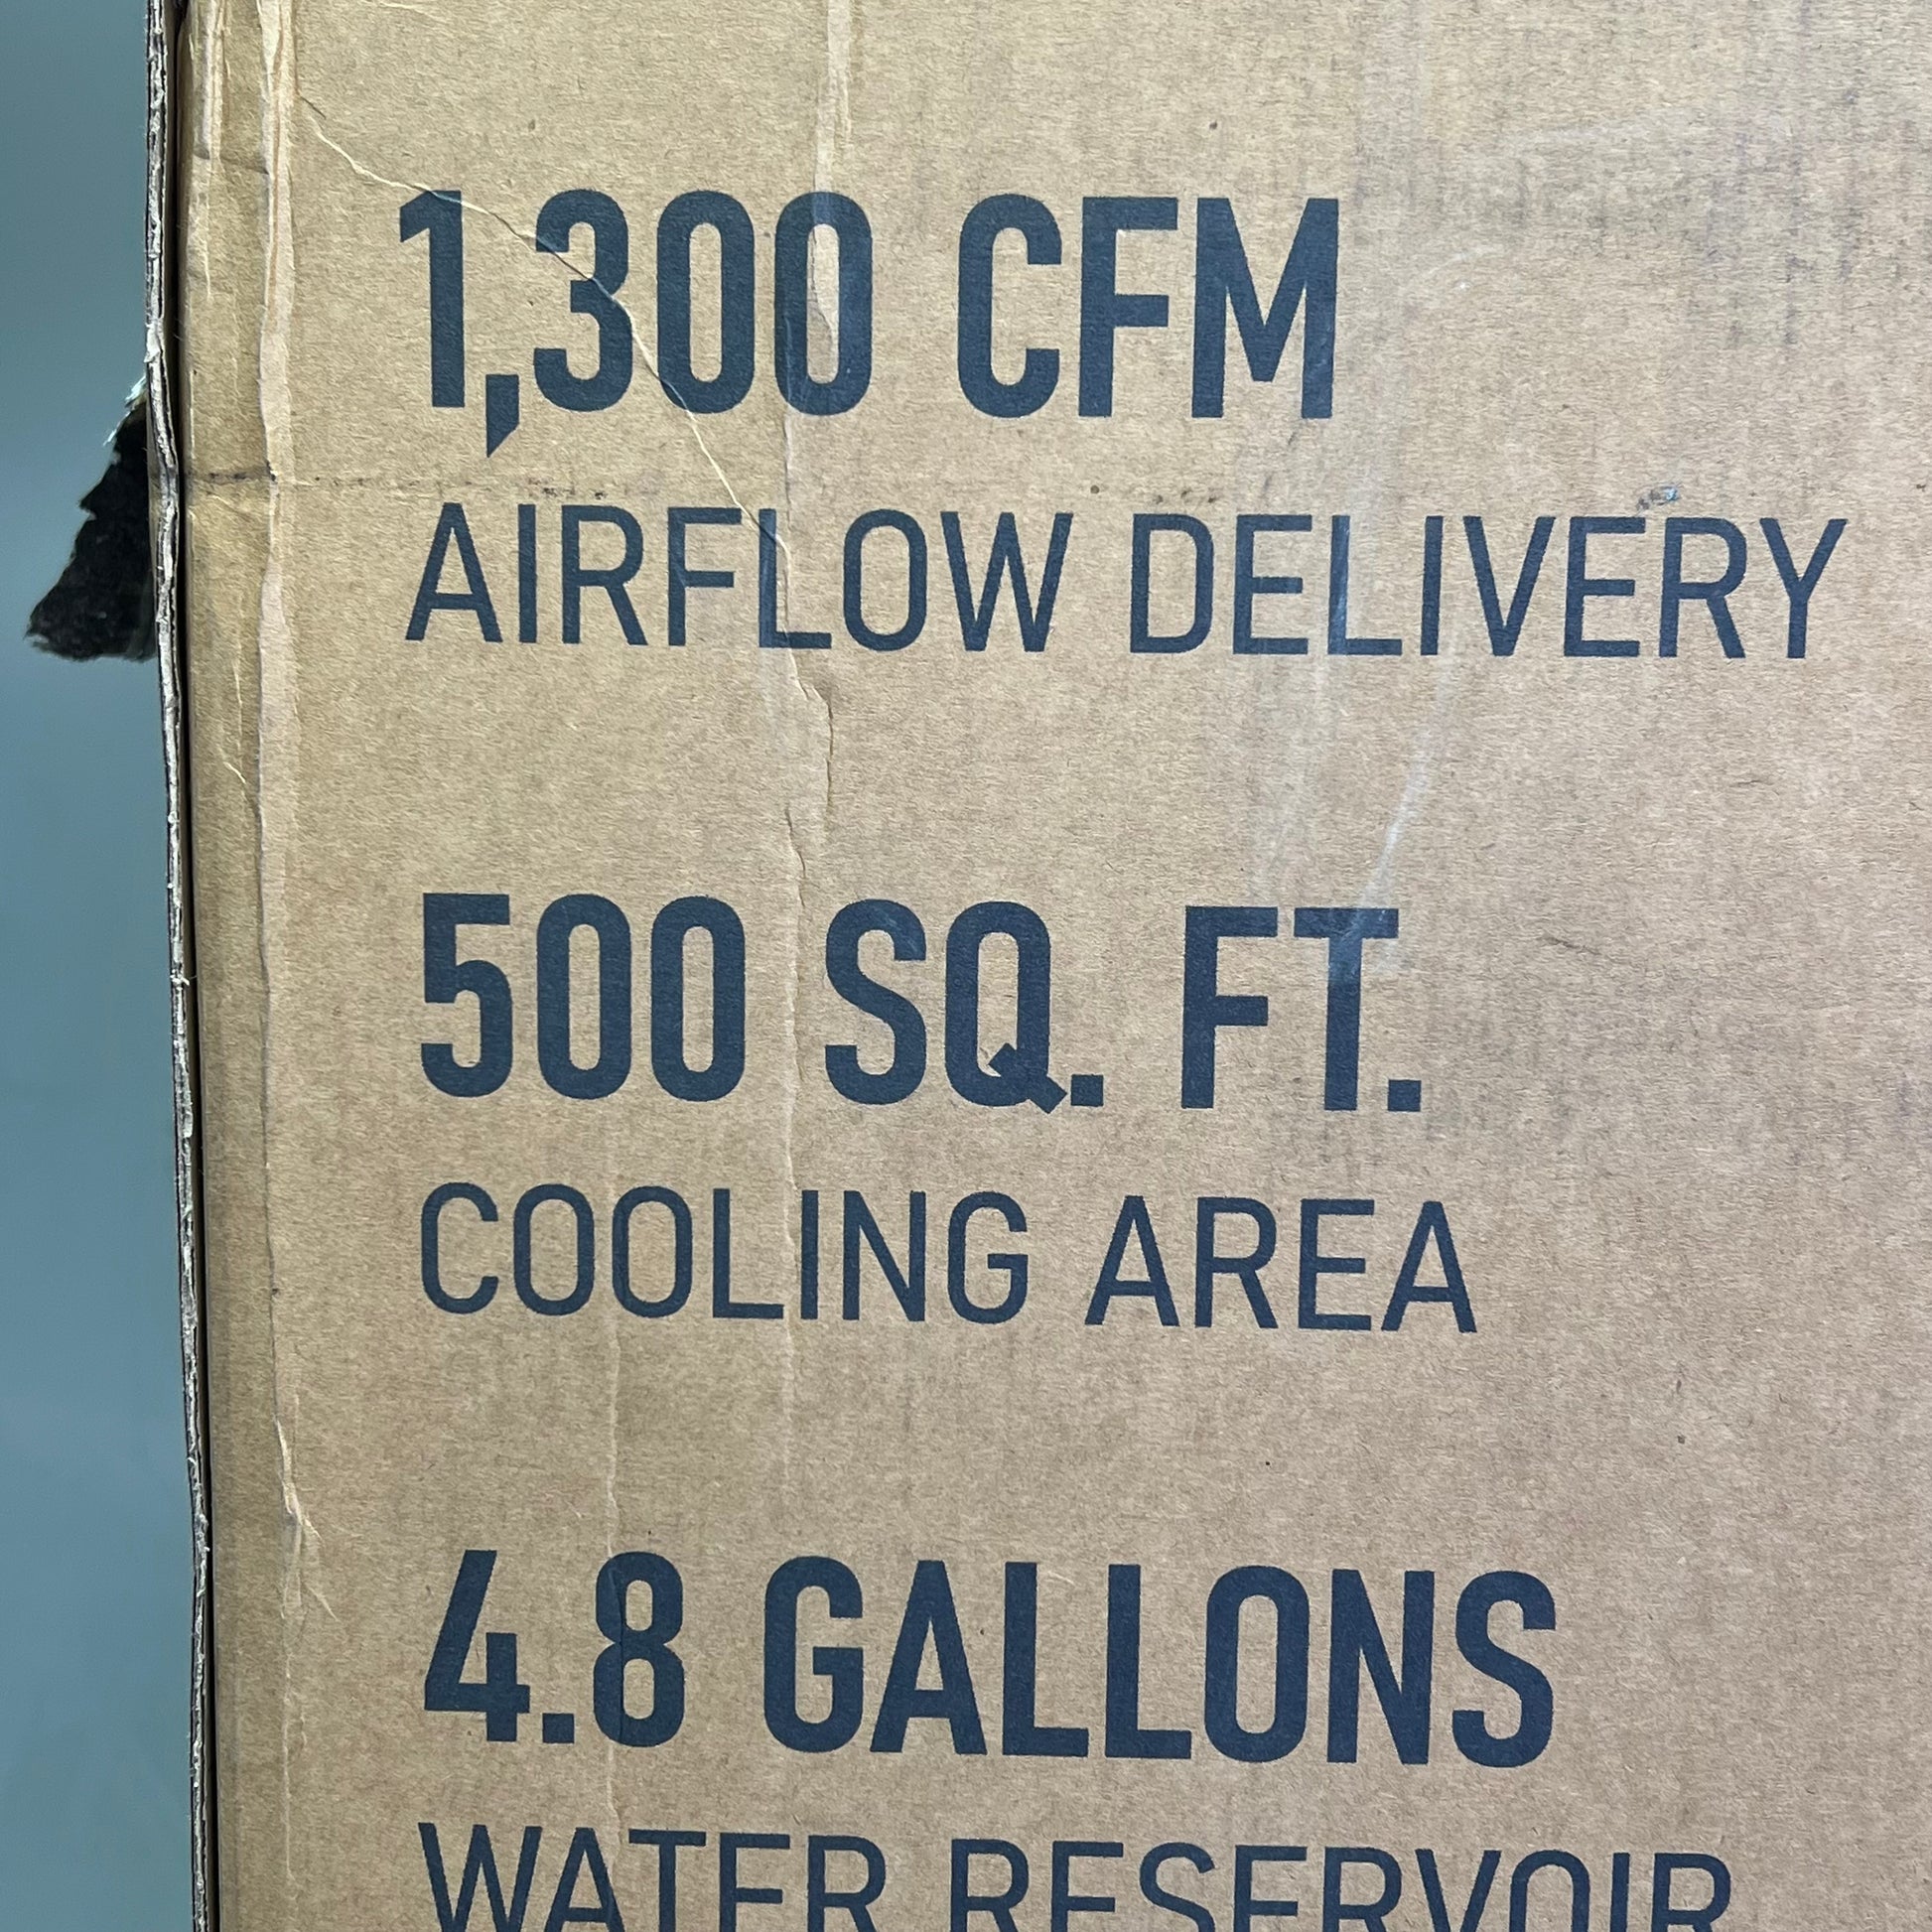 1,300 CFM
AIRFLOW DELIVERY
500 SQ. FT.
COOLING AREA
4.8 GALLONS
WATER RESERVOIR